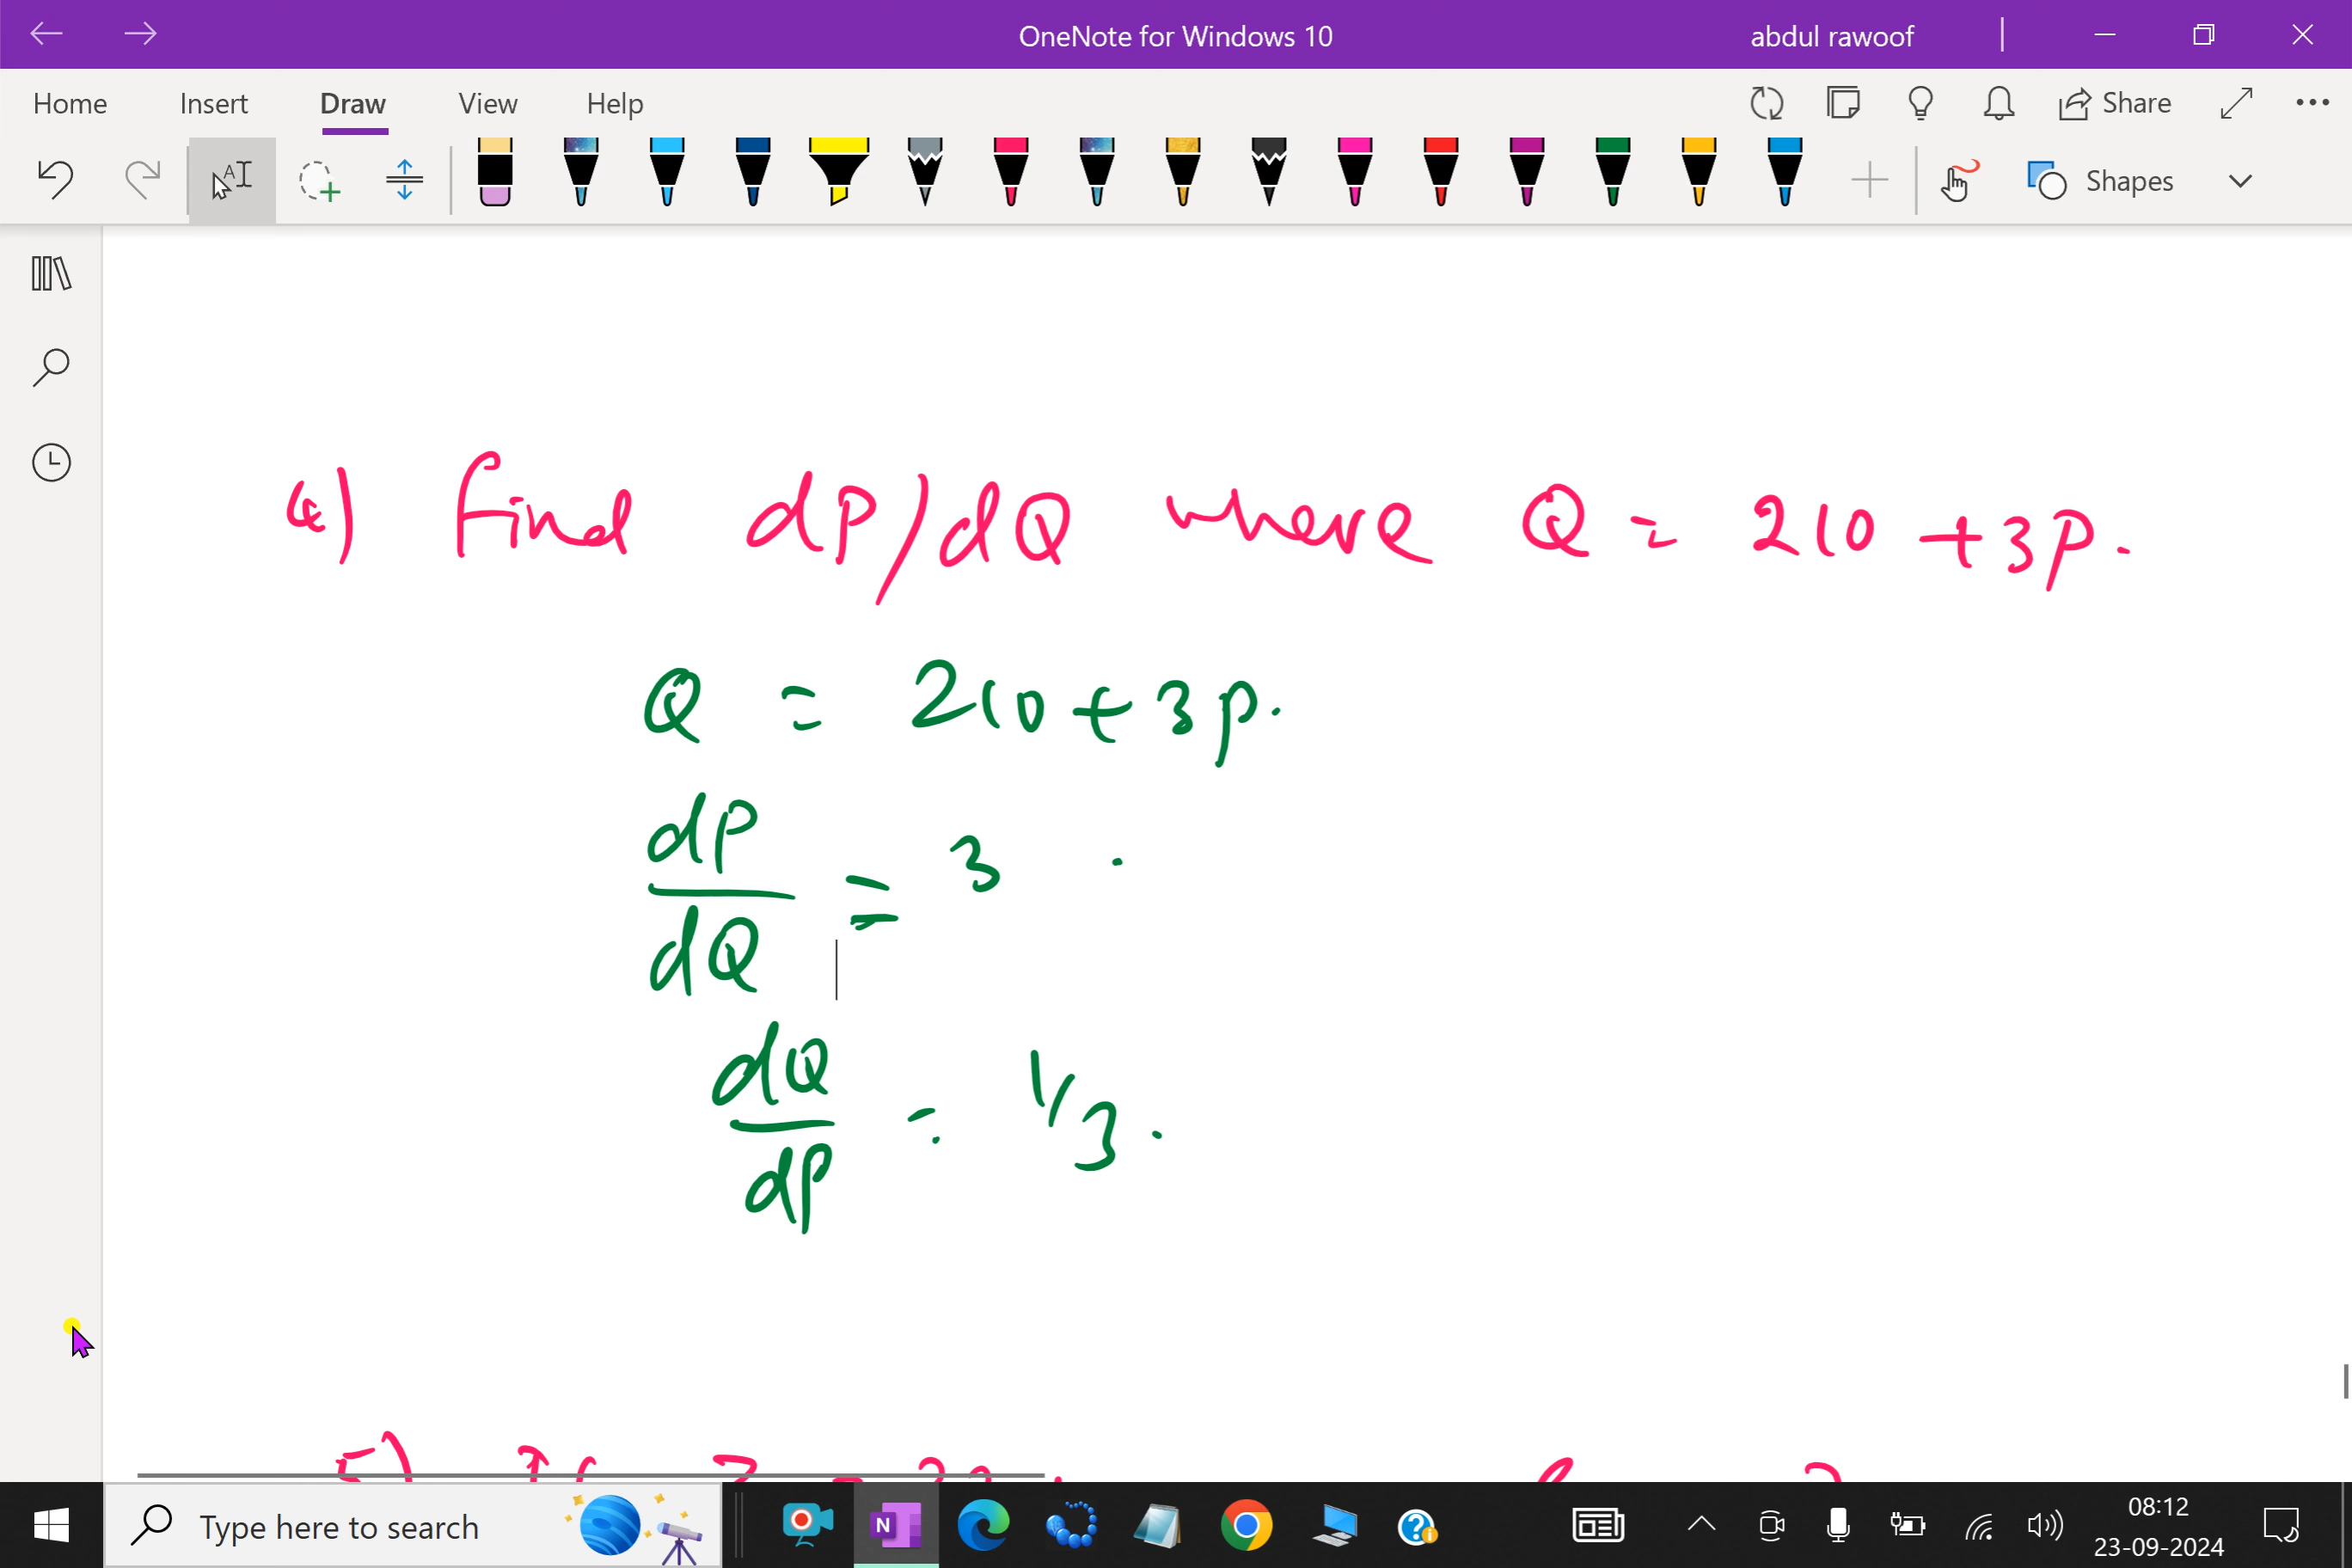 OneNote for Windows 10
abdul rawoof
Home Insert Draw View Help Share
Shapes
4) Find dP/dQ where Q = 210 + 3P.
Q = 210 + 3P.
dP
dQ = 3 .
dQ
dP = 1/3 .
5)
Type here to search
08:12
23-09-2024